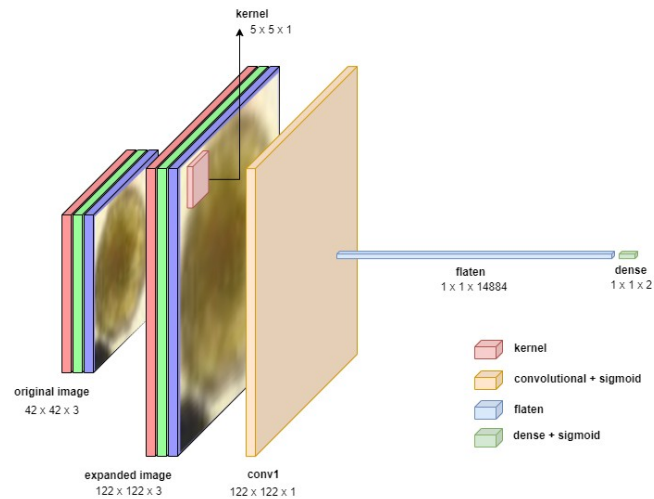 kernel
5 x 5 x 1
original image
42 x 42 x 3
expanded image
122 x 122 x 3
conv1
122 x 122 x 1
flaten
1 x 1 x 14884
dense
1 x 1 x 2
kernel
convolutional + sigmoid
flaten
dense + sigmoid